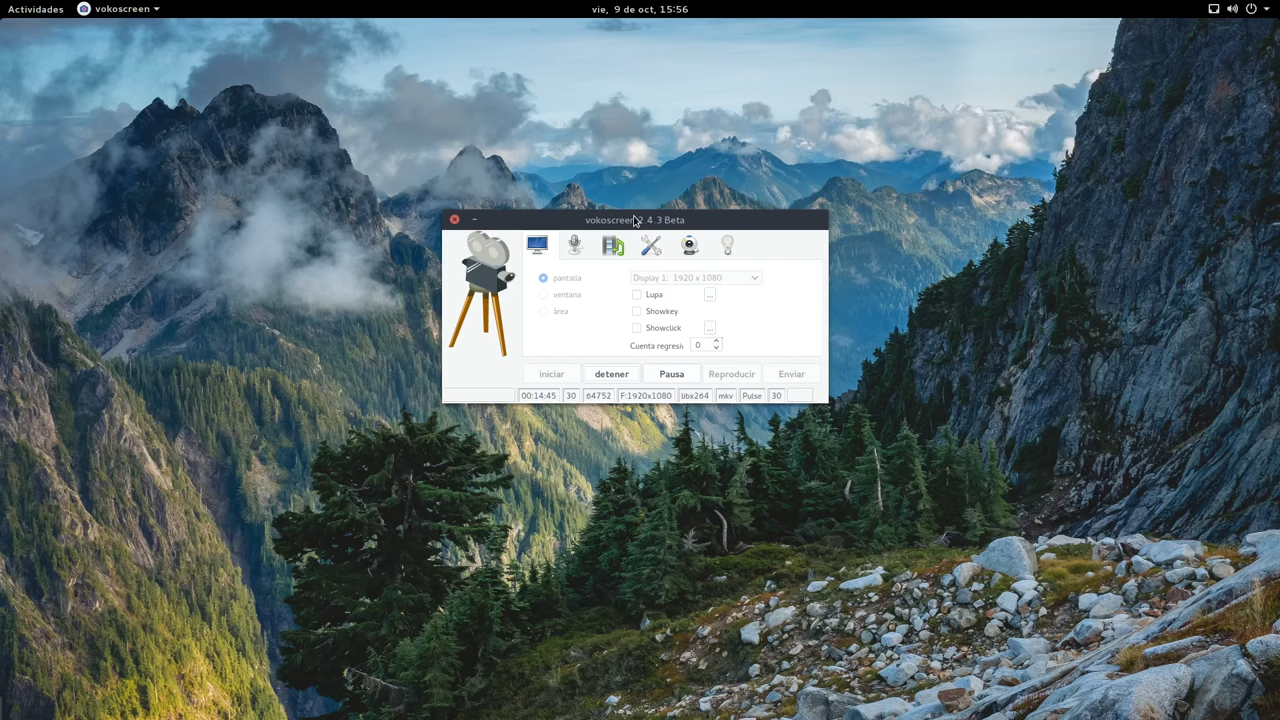 Actividades vokoscreen vie, 9 de oct, 15:56
vokoscreen 2.4.3 Beta
pantalla Display 1: 1920 x 1080
ventana Lupa ...
área Showkey
Showclick ...
Cuenta regresiv 0
iniciar detener Pausa Reproducir Enviar
00:14:45 30 64752 F:1920x1080 libx264 mkv Pulse 30